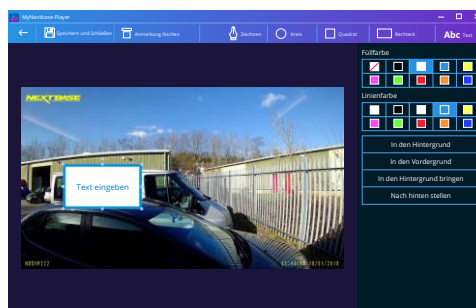 MyNextbase-Player
Speichern und Schließen
Anmerkung löschen
Zeichnen
Kreis
Quadrat
Rechteck
Abc Text
Füllfarbe
Linienfarbe
In den Hintergrund
In den Vordergrund
In den Hintergrund bringen
Nach hinten stellen
NEXTBASE
Text eingeben